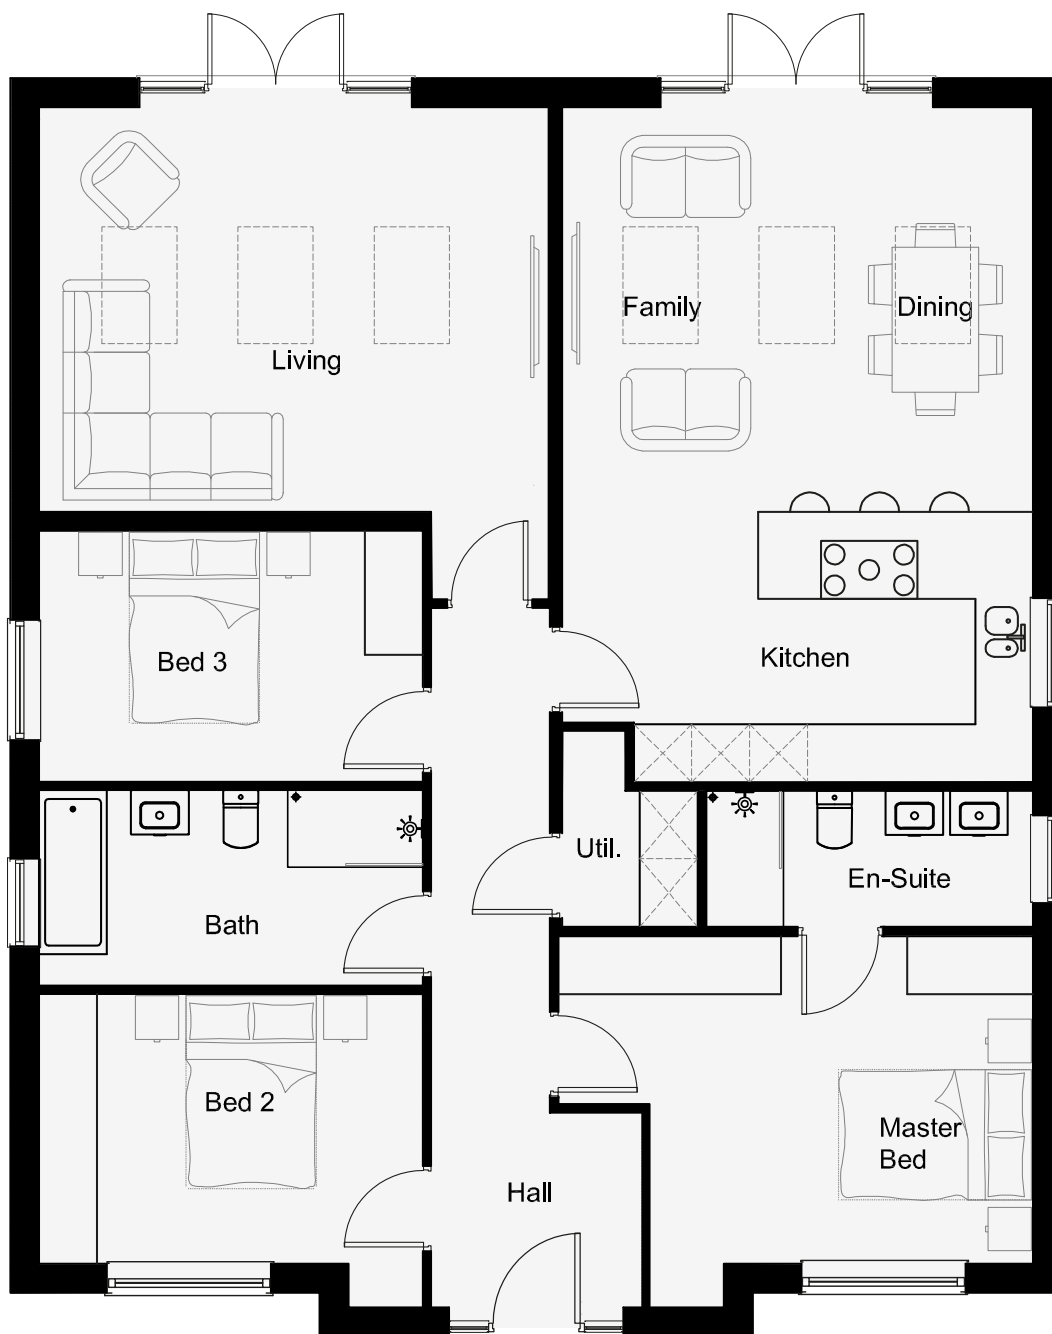 Living
Family
Dining
Bed 3
Kitchen
Util.
En-Suite
Bath
Bed 2
Master
Bed
Hall